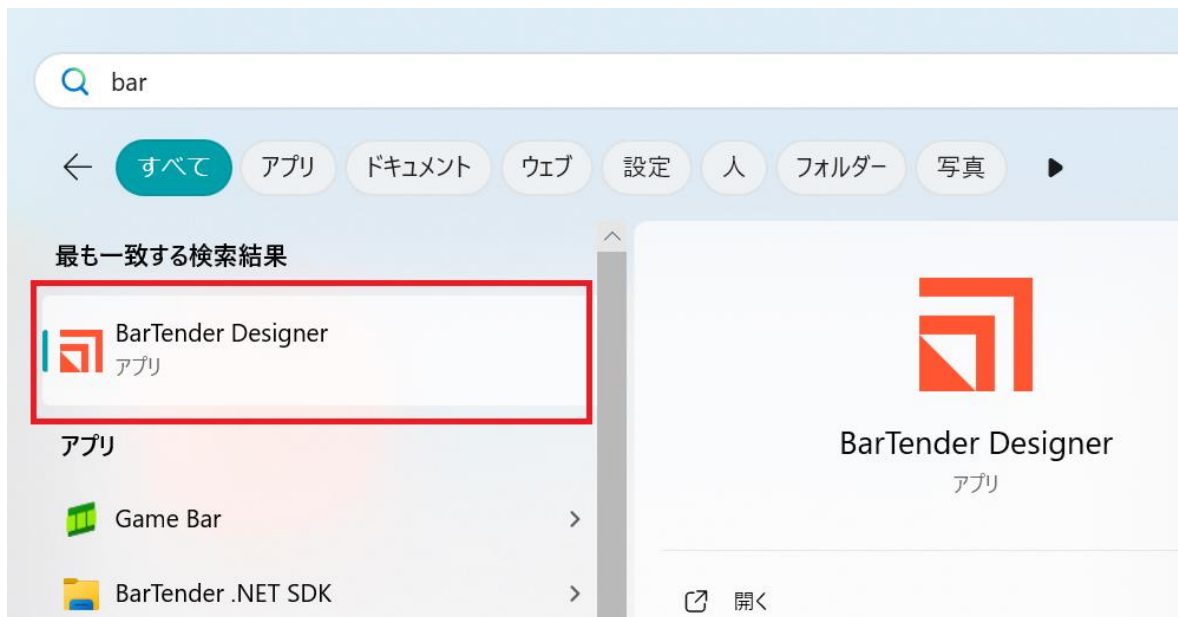 bar
すべて アプリ ドキュメント ウェブ 設定 人 フォルダー 写真
最も一致する検索結果
BarTender Designer
アプリ
アプリ
Game Bar
BarTender .NET SDK
BarTender Designer
アプリ
開く